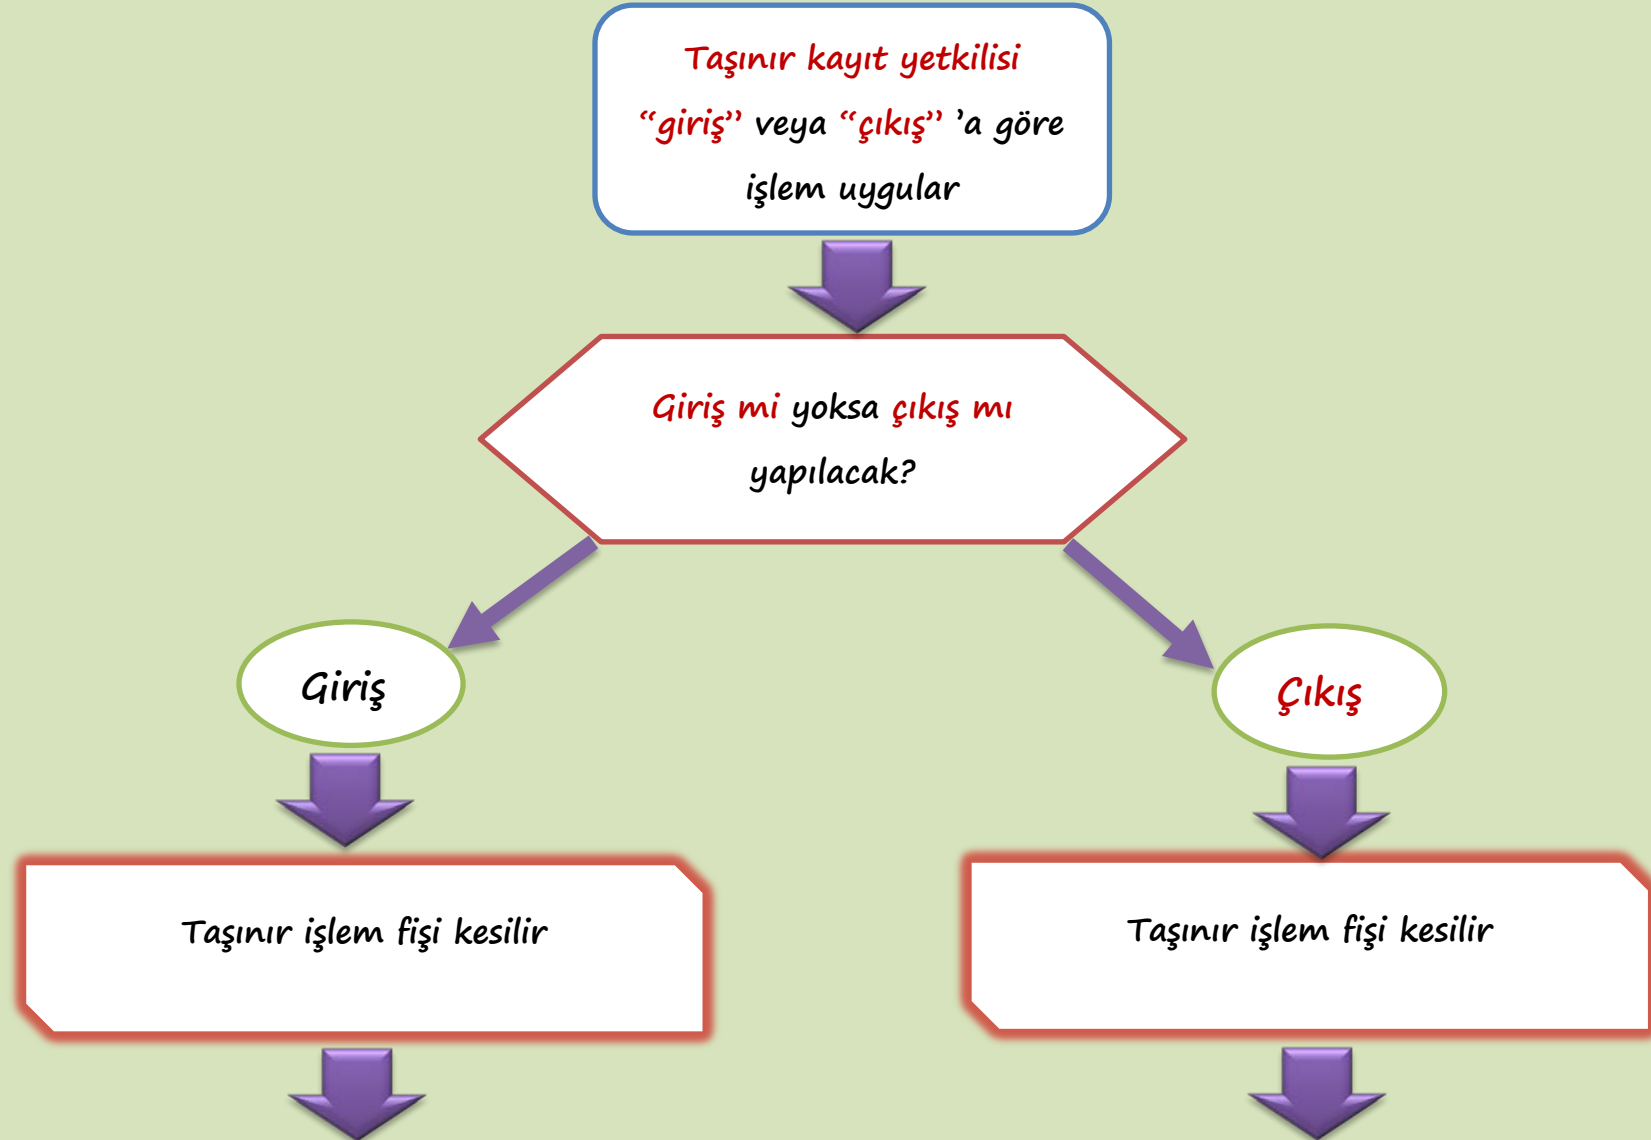 Taşınır kayıt yetkilisi
“giriş” veya “çıkış” ’a göre
işlem uygular
Giriş mi yoksa çıkış mı
yapılacak?
Giriş
Çıkış
Taşınır işlem fişi kesilir
Taşınır işlem fişi kesilir